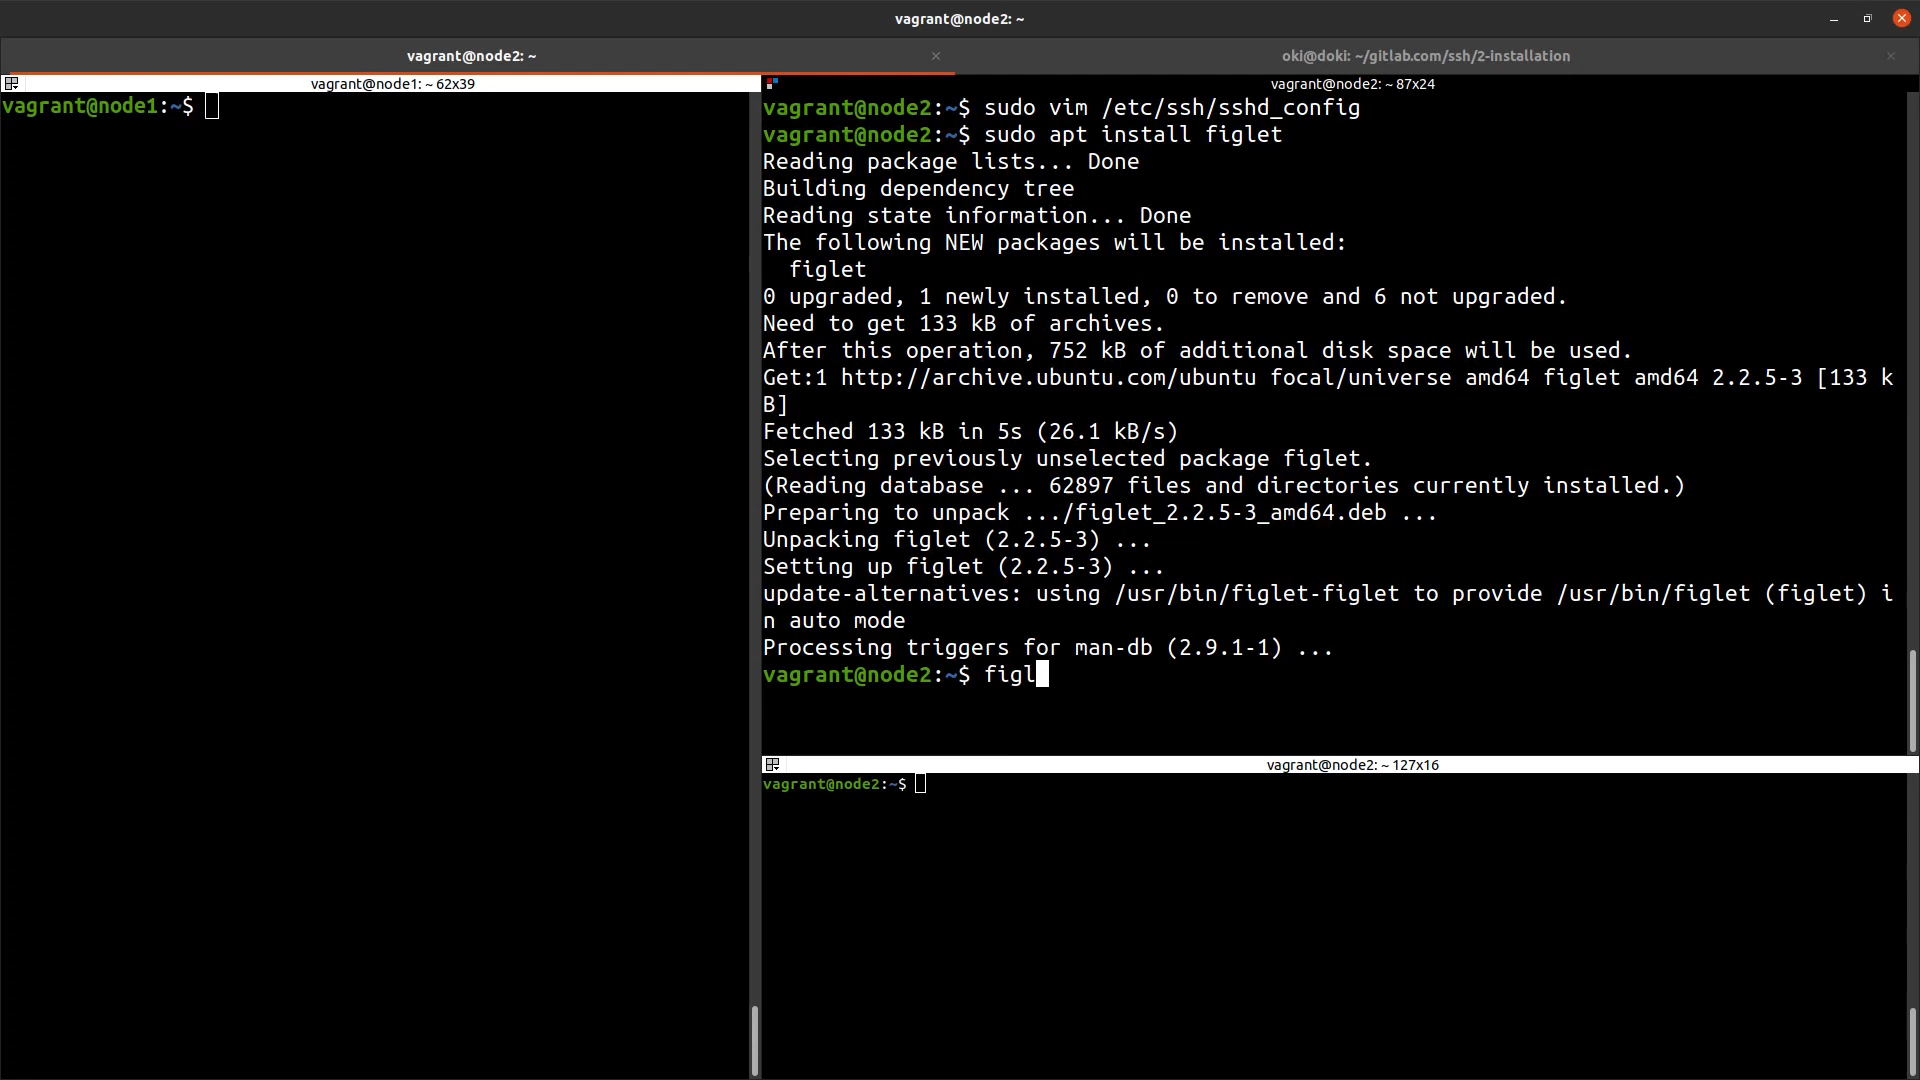 vagrant@node2: ~
vagrant@node2: ~
oki@doki: ~/gitlab.com/ssh/2-installation
vagrant@node1: ~ 62x39
vagrant@node1:~$
vagrant@node2: ~ 87x24
vagrant@node2:~$ sudo vim /etc/ssh/sshd_config
vagrant@node2:~$ sudo apt install figlet
Reading package lists... Done
Building dependency tree
Reading state information... Done
The following NEW packages will be installed:
  figlet
0 upgraded, 1 newly installed, 0 to remove and 6 not upgraded.
Need to get 133 kB of archives.
After this operation, 752 kB of additional disk space will be used.
Get:1 http://archive.ubuntu.com/ubuntu focal/universe amd64 figlet amd64 2.2.5-3 [133 k
B]
Fetched 133 kB in 5s (26.1 kB/s)
Selecting previously unselected package figlet.
(Reading database ... 62897 files and directories currently installed.)
Preparing to unpack .../figlet_2.2.5-3_amd64.deb ...
Unpacking figlet (2.2.5-3) ...
Setting up figlet (2.2.5-3) ...
update-alternatives: using /usr/bin/figlet-figlet to provide /usr/bin/figlet (figlet) i
n auto mode
Processing triggers for man-db (2.9.1-1) ...
vagrant@node2:~$ figl
vagrant@node2: ~ 127x16
vagrant@node2:~$